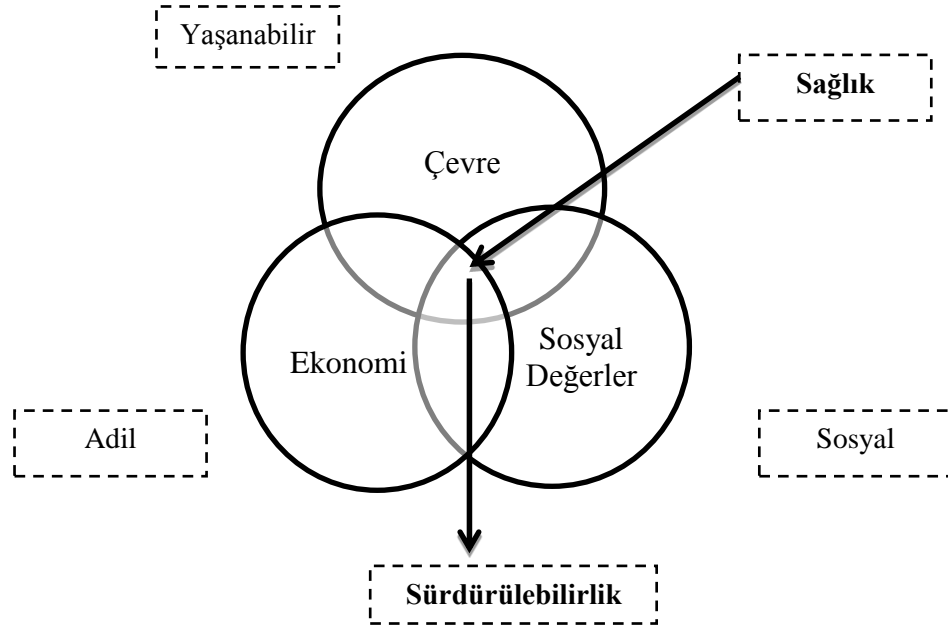 Yaşanabilir
Sağlık
Çevre
Ekonomi
Sosyal
Değerler
Adil
Sosyal
Sürdürülebilirlik